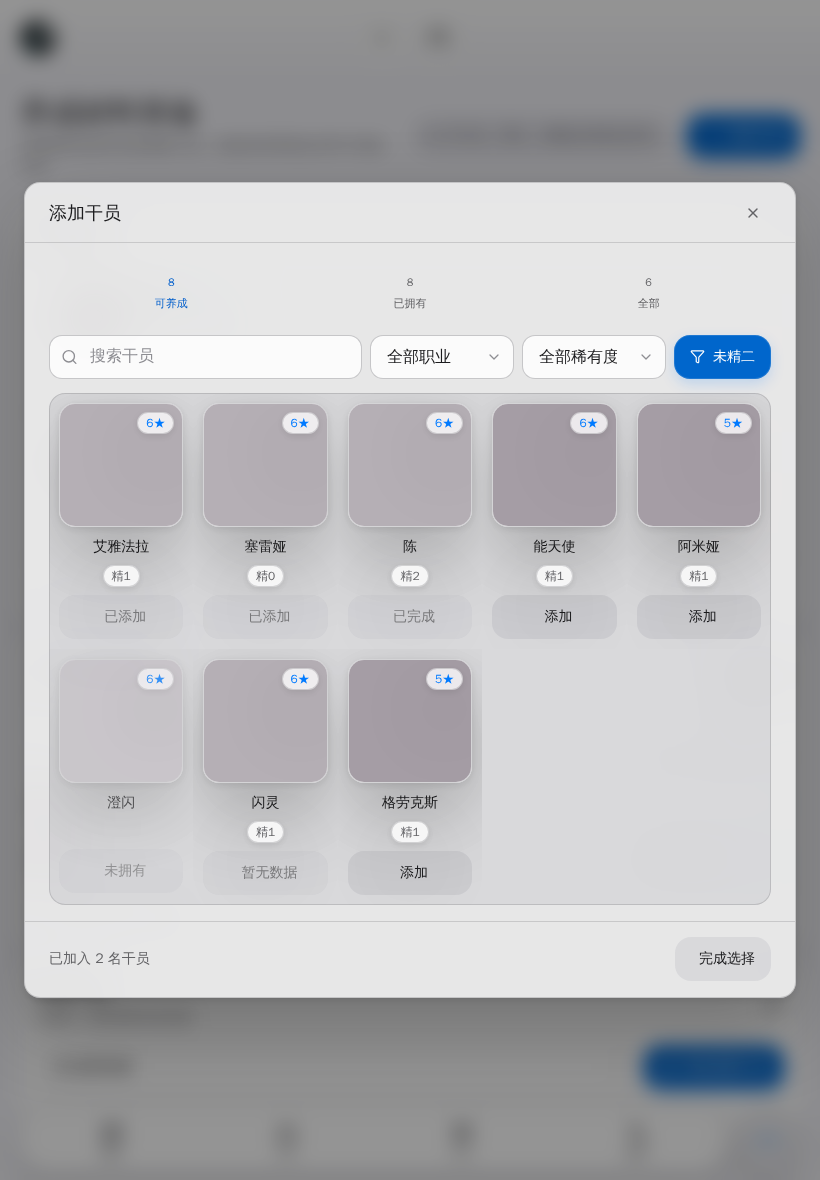 添加干员
8
可养成
8
已拥有
6
全部
搜索干员
全部职业
全部稀有度
未精二
6★
6★
6★
6★
5★
艾雅法拉
塞雷娅
陈
能天使
阿米娅
精1
精0
精2
精1
精1
已添加
已添加
已完成
添加
添加
6★
6★
5★
澄闪
闪灵
格劳克斯
精1
精1
未拥有
暂无数据
添加
已加入 2 名干员
完成选择